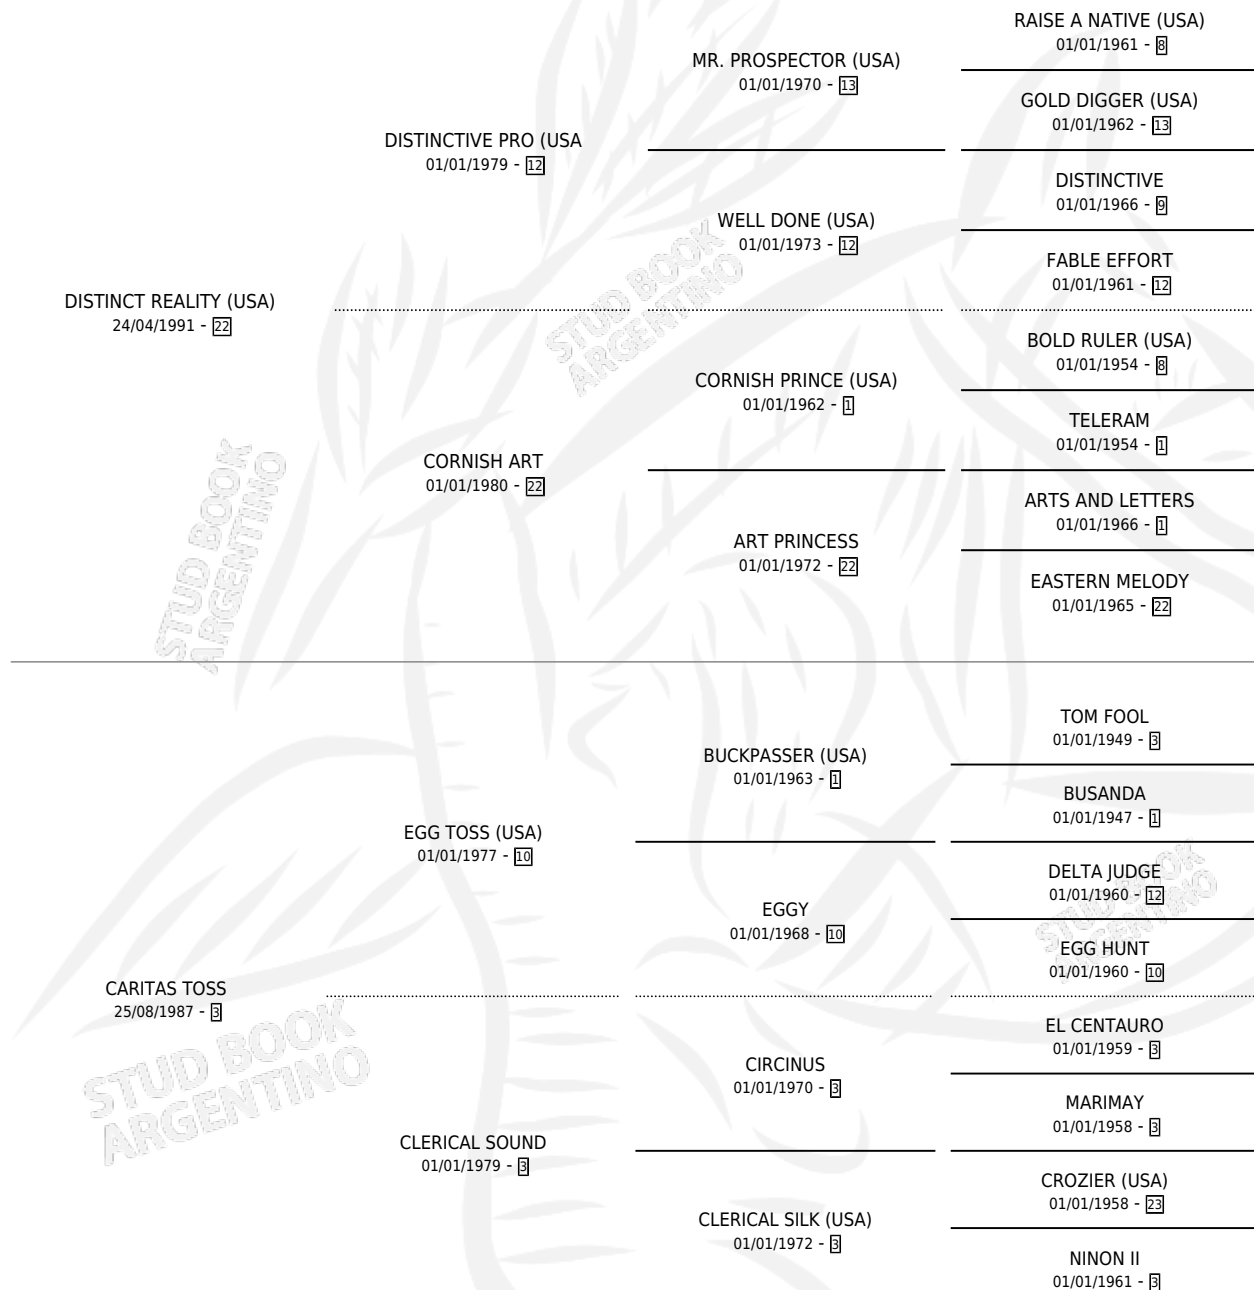 RAISE A NATIVE (USA)
01/01/1961 - 8
MR. PROSPECTOR (USA)
01/01/1970 - 13
GOLD DIGGER (USA)
01/01/1962 - 13
DISTINCTIVE PRO (USA
01/01/1979 - 12
DISTINCTIVE
01/01/1966 - 9
WELL DONE (USA)
01/01/1973 - 12
FABLE EFFORT
01/01/1961 - 12
DISTINCT REALITY (USA)
24/04/1991 - 22
BOLD RULER (USA)
01/01/1954 - 8
CORNISH PRINCE (USA)
01/01/1962 - 1
TELERAM
01/01/1954 - 1
CORNISH ART
01/01/1980 - 22
ARTS AND LETTERS
01/01/1966 - 1
ART PRINCESS
01/01/1972 - 22
EASTERN MELODY
01/01/1965 - 22
TOM FOOL
01/01/1949 - 3
BUCKPASSER (USA)
01/01/1963 - 1
BUSANDA
01/01/1947 - 1
EGG TOSS (USA)
01/01/1977 - 10
DELTA JUDGE
01/01/1960 - 12
EGGY
01/01/1968 - 10
EGG HUNT
01/01/1960 - 10
CARITAS TOSS
25/08/1987 - 3
EL CENTAURO
01/01/1959 - 3
CIRCINUS
01/01/1970 - 3
MARIMAY
01/01/1958 - 3
CLERICAL SOUND
01/01/1979 - 3
CROZIER (USA)
01/01/1958 - 23
CLERICAL SILK (USA)
01/01/1972 - 3
NINON II
01/01/1961 - 3
STUD BOOK
ARGENTINO
STUD BOOK
ARGENTINO
STUD BOOK
ARGENTINO
STUD BOOK
ARGENTINO